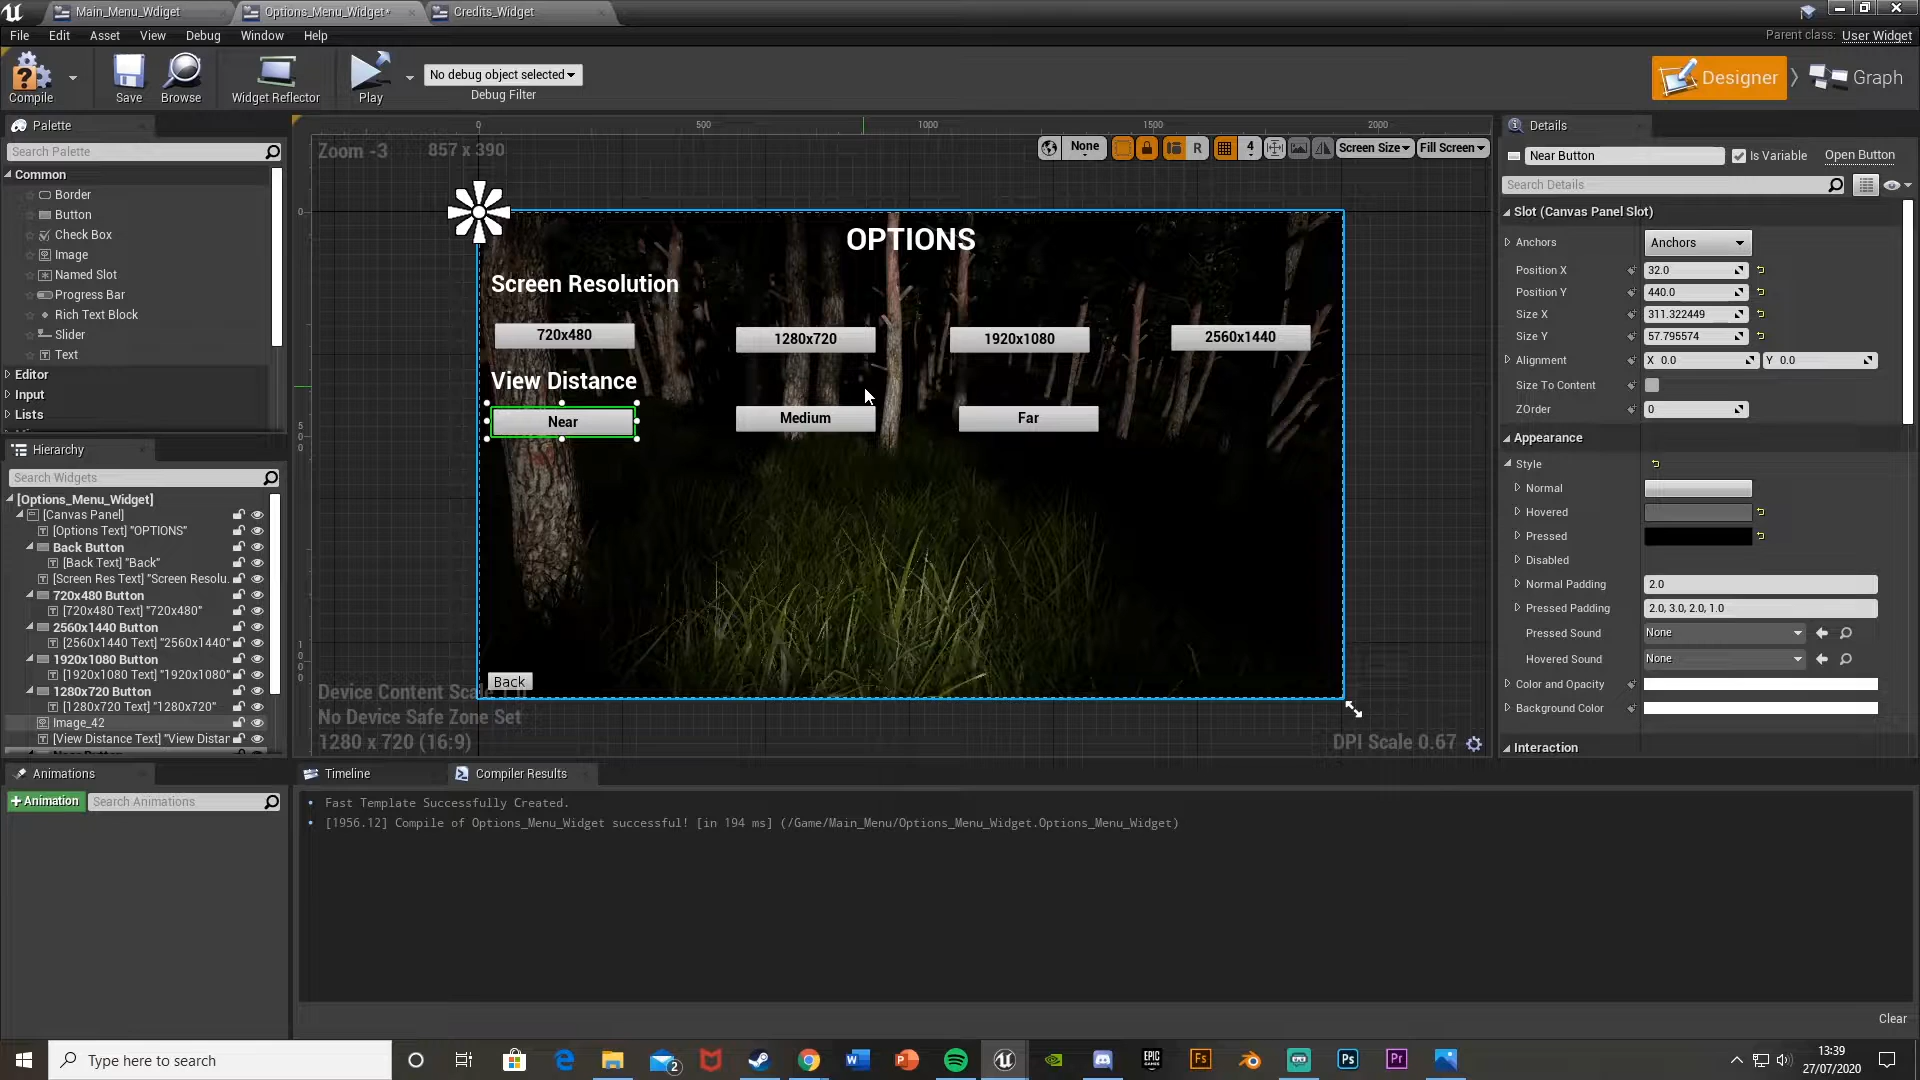 Main_Menu_Wdiget
Options_Menu_Widget*
Credits_Widget
File Edit Asset View Debug Window Help
Parent class: User Widget
Compile
Save
Browse
Widget Reflector
Play
No debug object selected
Debug Filter
Designer
Graph
Palette
Search Palette
Common
Border
Button
Check Box
Image
Named Slot
Progress Bar
Rich Text Block
Slider
Text
Editor
Input
Lists
Hierarchy
Search Widgets
[Options_Menu_Widget]
[Canvas Panel]
[Options Text] "OPTIONS"
Back Button
[Back Text] "Back"
[Screen Res Text] "Screen Resolu
720x480 Button
[720x480 Text] "720x480"
2560x1440 Button
[2560x1440 Text] "2560x1440"
1920x1080 Button
[1920x1080 Text] "1920x1080"
1280x720 Button
[1280x720 Text] "1280x720"
Image_42
[View Distance Text] "View Distar
Animations
+Animation
Search Animations
0 500 1000 1500 2000
Zoom -3 857 x 390
None R 4 Screen Size Fill Screen
0
500
1000
OPTIONS
Screen Resolution
720x480
1280x720
1920x1080
2560x1440
View Distance
Near
Medium
Far
Back
Device Content Scale 1.0
No Device Safe Zone Set
1280 x 720 (16:9)
DPI Scale 0.67
Details
Near Button
Is Variable
Open Button
Search Details
Slot (Canvas Panel Slot)
Anchors Anchors
Position X 32.0
Position Y 440.0
Size X 311.322449
Size Y 57.795574
Alignment X 0.0 Y 0.0
Size To Content
ZOrder 0
Appearance
Style
Normal
Hovered
Pressed
Disabled
Normal Padding 2.0
Pressed Padding 2.0, 3.0, 2.0, 1.0
Pressed Sound None
Hovered Sound None
Color and Opacity
Background Color
Interaction
Timeline
Compiler Results
Fast Template Successfully Created.
[1956.12] Compile of Options_Menu_Widget successful! [in 194 ms] (/Game/Main_Menu/Options_Menu_Widget.Options_Menu_Widget)
Clear
Type here to search
2
W
P
EPIC GAMES
Fs
Ps
Pr
13:39
27/07/2020